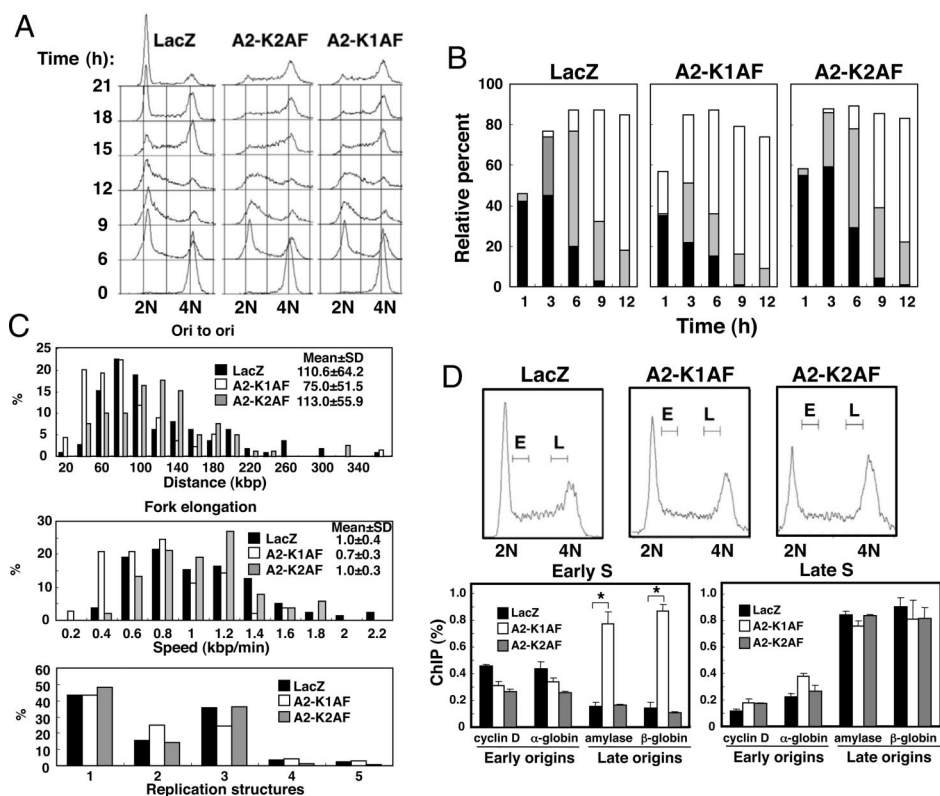 A
LacZ A2-K2AF A2-K1AF
Time (h):
21
18
15
12
9
6
0
2N 4N 2N 4N 2N 4N
B
LacZ A2-K1AF A2-K2AF
Relative percent
100
80
60
40
20
0
1 3 6 9 12 1 3 6 9 12 1 3 6 9 12
Time (h)
C
Ori to ori
%
25
20
15
10
5
0
Mean±SD
LacZ 110.6±64.2
A2-K1AF 75.0±51.5
A2-K2AF 113.0±55.9
20 60 100 140 180 220 260 300 340
Distance (kbp)
Fork elongation
%
30
20
10
0
Mean±SD
LacZ 1.0±0.4
A2-K1AF 0.7±0.3
A2-K2AF 1.0±0.3
0.2 0.4 0.6 0.8 1 1.2 1.4 1.6 1.8 2 2.2
Speed (kbp/min)
%
60
50
40
30
20
10
0
LacZ
A2-K1AF
A2-K2AF
1 2 3 4 5
Replication structures
D
LacZ A2-K1AF A2-K2AF
E L E L E L
2N 4N 2N 4N 2N 4N
Early S Late S
ChIP (%)
1.0
0.8
0.6
0.4
0.2
0
LacZ
A2-K1AF
A2-K2AF
* *
cyclin D α-globin amylase β-globin
Early origins Late origins
1.0
0.8
0.6
0.4
0.2
0
LacZ
A2-K1AF
A2-K2AF
cyclin D α-globin amylase β-globin
Early origins Late origins